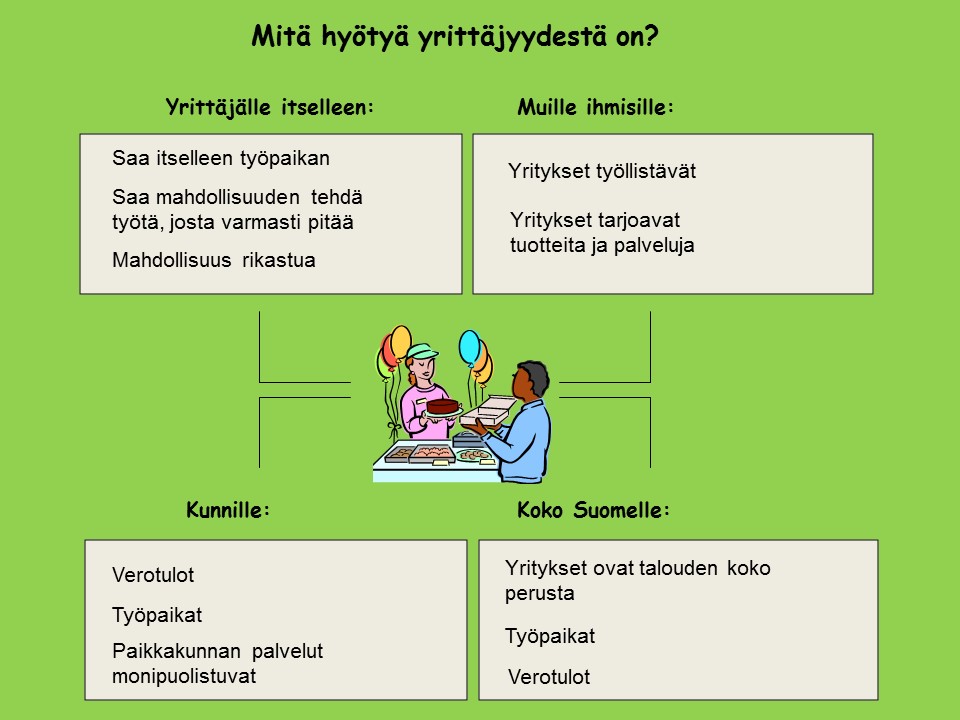 Mitä hyötyä yrittäjyydestä on?
Yrittäjälle itselleen:
Saa itselleen työpaikan
Saa mahdollisuuden tehdä
työtä, josta varmasti pitää
Mahdollisuus rikastua
Muille ihmisille:
Yritykset työllistävät
Yritykset tarjoavat
tuotteita ja palveluja
Kunnille:
Verotulot
Työpaikat
Paikkakunnan palvelut
monipuolistuvat
Koko Suomelle:
Yritykset ovat talouden koko
perusta
Työpaikat
Verotulot